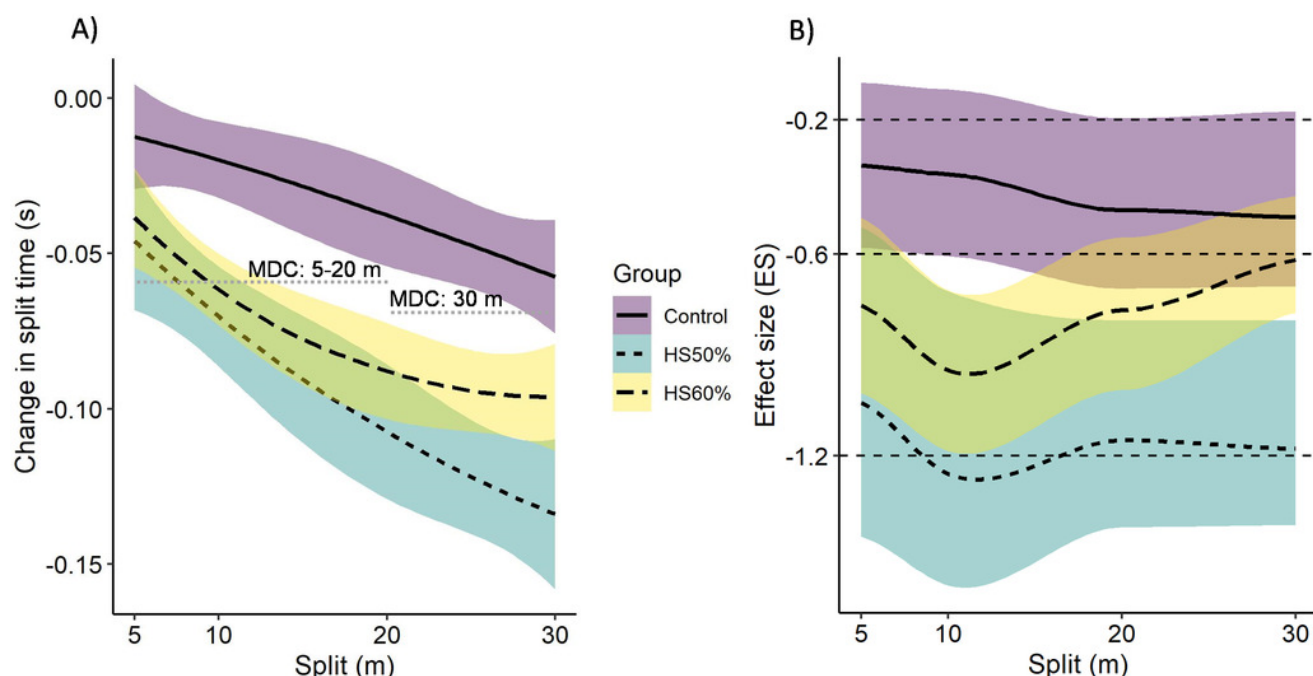 A)
Change in split time (s)
0.00
-0.05
-0.10
-0.15
MDC: 5-20 m
MDC: 30 m
5 10 20 30
Split (m)
Group
Control
HS50%
HS60%
B)
Effect size (ES)
-0.2
-0.6
-1.2
5 10 20 30
Split (m)